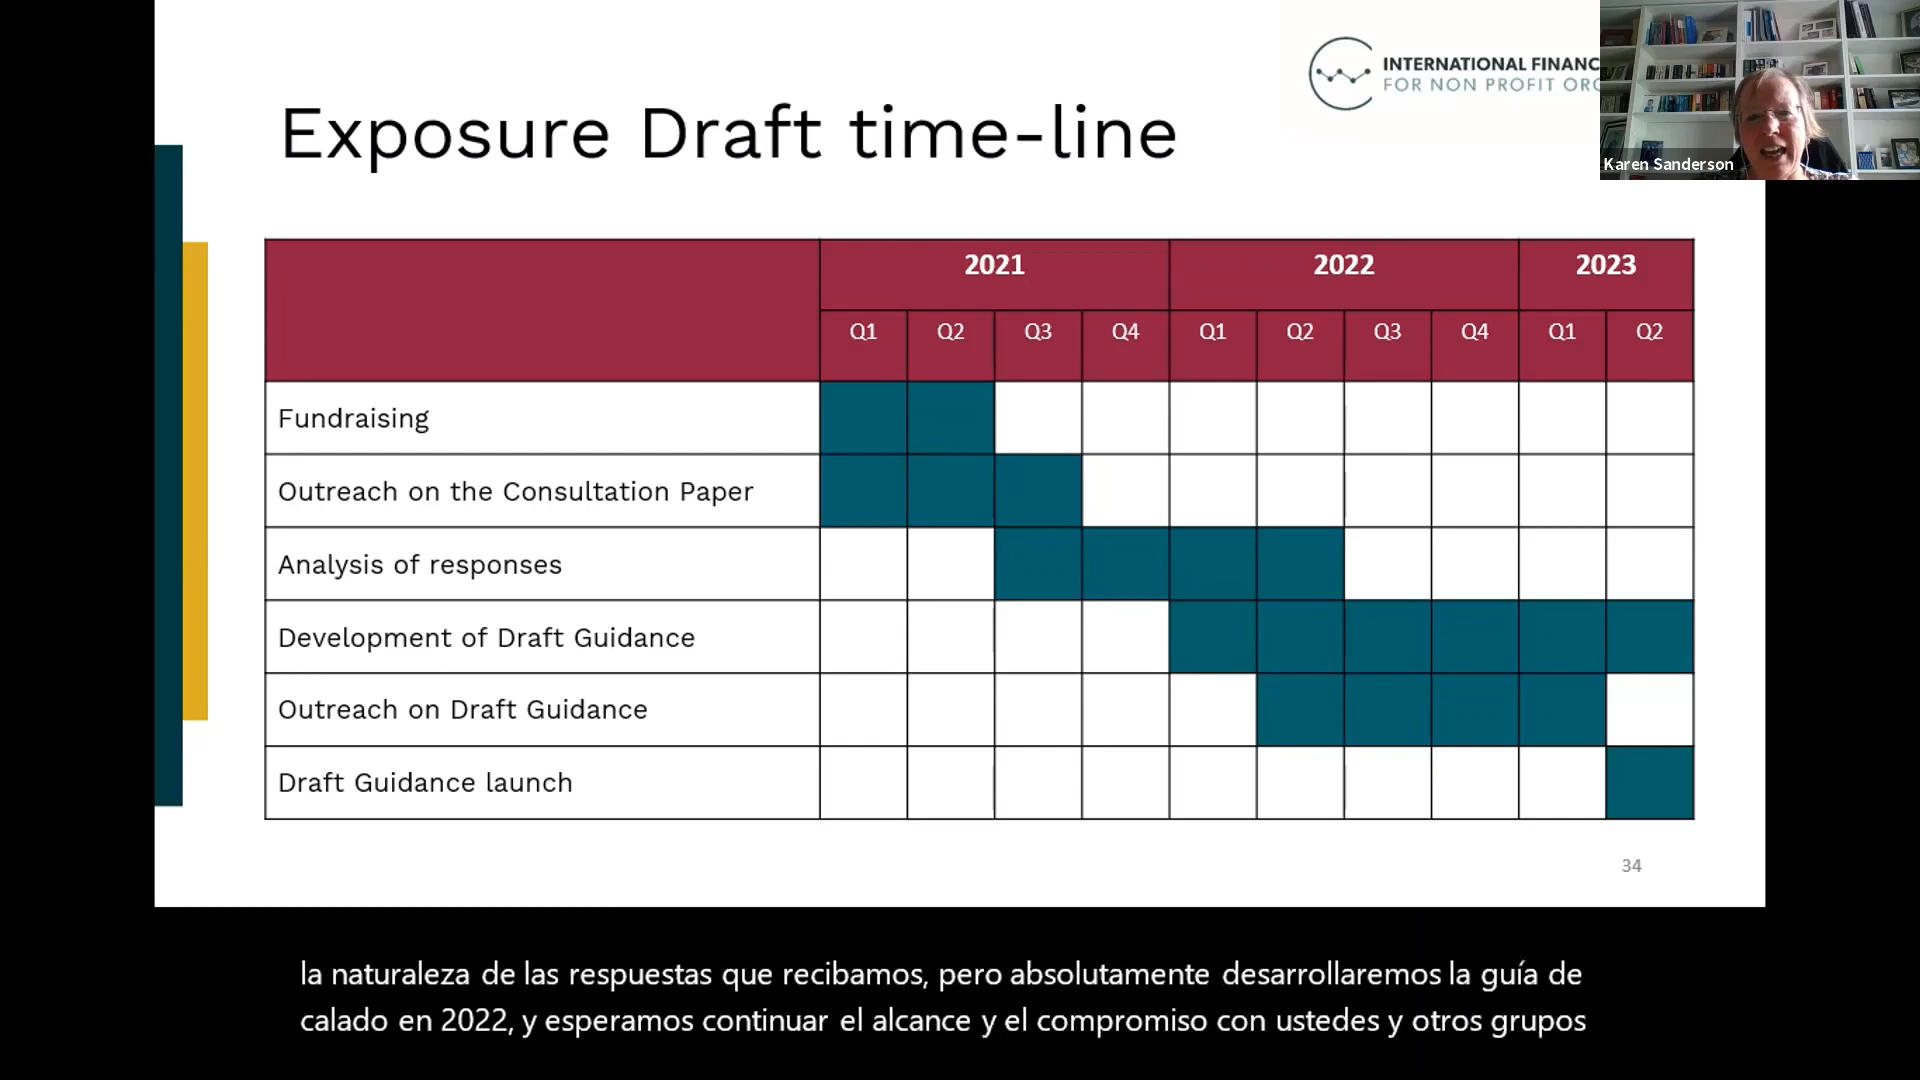 INTERNATIONAL FINANC
FOR NON PROFIT ORG
Karen Sanderson
Exposure Draft time-line
2021 2022 2023
Q1 Q2 Q3 Q4 Q1 Q2 Q3 Q4 Q1 Q2
Fundraising
Outreach on the Consultation Paper
Analysis of responses
Development of Draft Guidance
Outreach on Draft Guidance
Draft Guidance launch
34
la naturaleza de las respuestas que recibamos, pero absolutamente desarrollaremos la guía de
calado en 2022, y esperamos continuar el alcance y el compromiso con ustedes y otros grupos